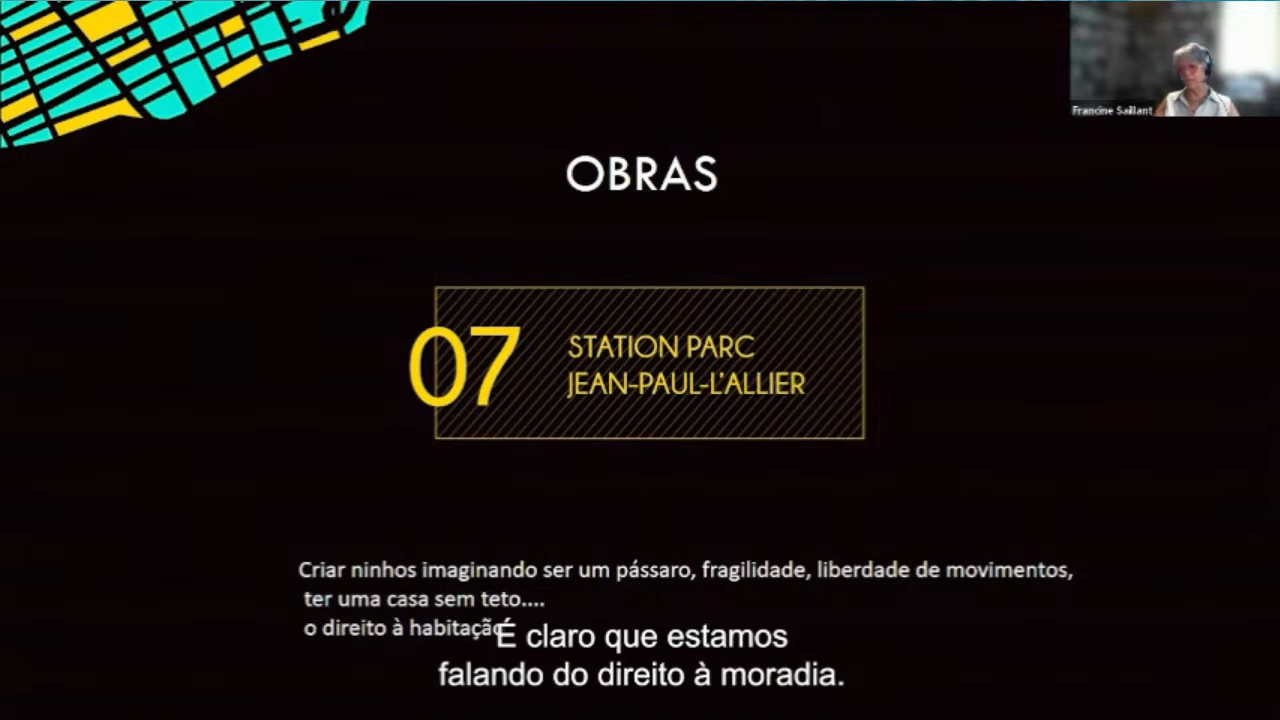 Francine Saillant
OBRAS
07
STATION PARC
JEAN-PAUL-L'ALLIER
Criar ninhos imaginando ser um pássaro, fragilidade, liberdade de movimentos,
ter uma casa sem teto....
o direito à habitação
É claro que estamos
falando do direito à moradia.